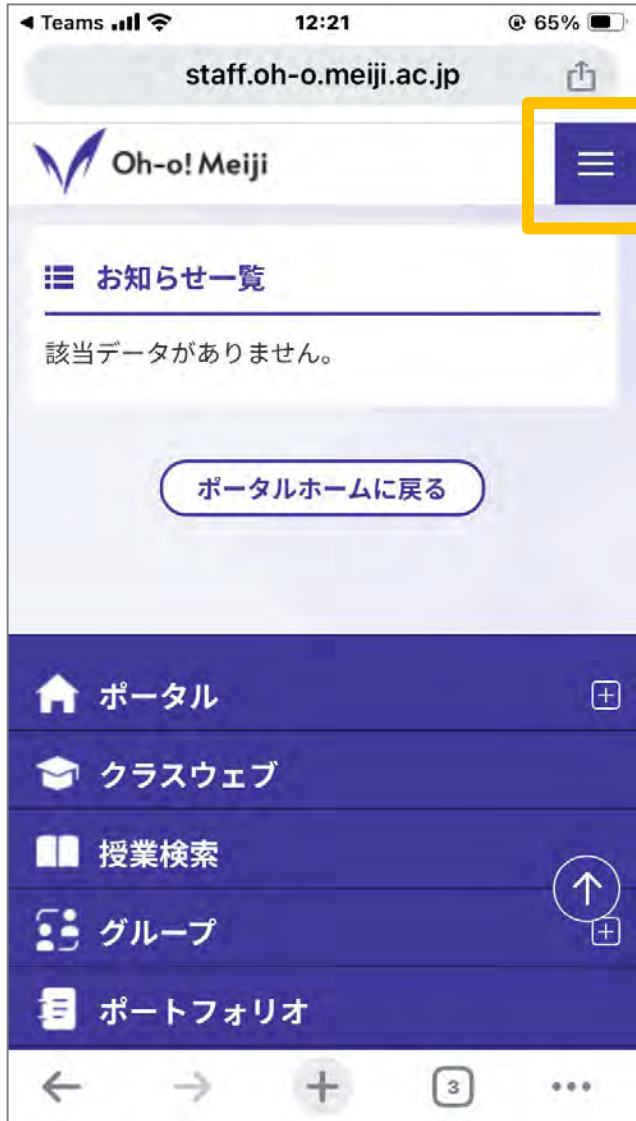 ◀ Teams 12:21 65%
staff.oh-o.meiji.ac.jp
Oh-o! Meiji
お知らせ一覧
該当データがありません。
ポータルホームに戻る
ポータル
クラスウェブ
授業検索
グループ
ポートフォリオ
3